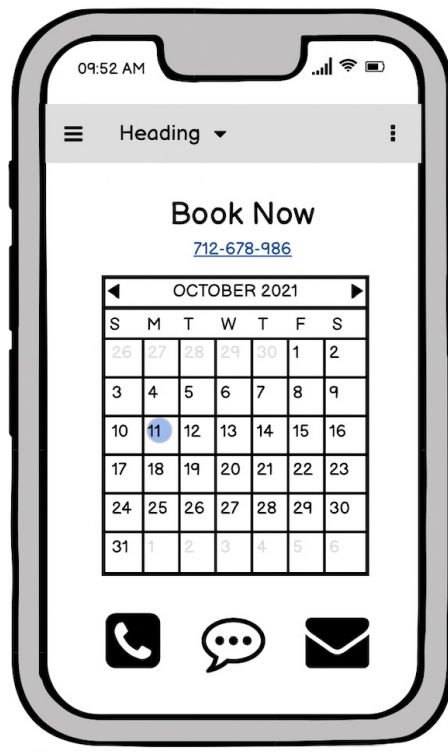 09:52 AM
Heading
Book Now
712-678-986
OCTOBER 2021
S M T W T F S
26 27 28 29 30 1 2
3 4 5 6 7 8 9
10 11 12 13 14 15 16
17 18 19 20 21 22 23
24 25 26 27 28 29 30
31 1 2 3 4 5 6